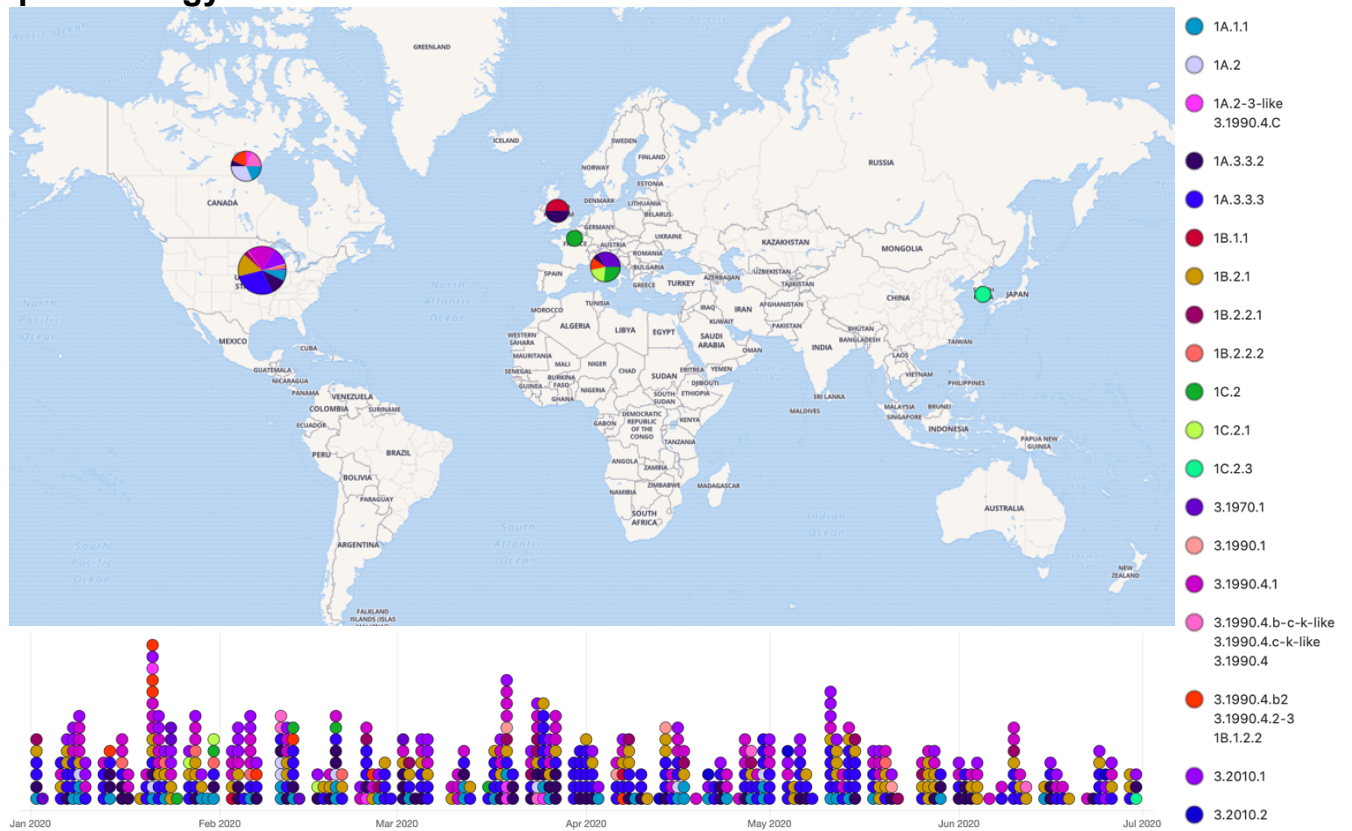 Arctic Ocean
GREENLAND
ICELAND
SWEDEN
FINLAND
NORWAY
RUSSIA
ESTONIA
DENMARK
LITHUANIA
BELARUS
CANADA
GERMANY
UKRAINE
AUSTRIA
KAZAKHSTAN
MONGOLIA
ROMANIA
BULGARIA
UZBEKISTAN
SPAIN
GREECE
TURKEY
AZERBAIJAN
TAJIKISTAN
North
Atlantic
Ocean
North
Pacific
Ocean
CHINA
JAPAN
TUNISIA
MOROCCO
IRAQ
IRAN
AFGHANISTAN
ALGERIA
LIBYA
EGYPT
KUWAIT
PAKISTAN
BHUTAN
WESTERN
SAHARA
SAUDI
ARABIA
BANGLADESH
TAIWAN
MEXICO
CUBA
OMAN
INDIA
LAOS
MAURITANIA
MALI
NIGER
CHAD
SUDAN
ERITREA
YEMEN
Arabian
Sea
VIETNAM
GUATEMALA
NICARAGUA
SENEGAL
BURKINA
FASO
DJIBOUTI
PHILIPPINES
PANAMA
VENEZUELA
GUINEA
NIGERIA
GHANA
SOUTH
SUDAN
ETHIOPIA
SRI LANKA
COLOMBIA
SURINAME
MALDIVES
MALAYSIA
BRUNEI
SINGAPORE
ECUADOR
GABON
DEMOCRATIC
REPUBLIC
OF THE
CONGO
KENYA
INDONESIA
PERU
BRAZIL
TANZANIA
PAPUA NEW
GUINEA
ANGOLA
ZAMBIA
BOLIVIA
ZIMBABWE
MADAGASCAR
NAMIBIA
PARAGUAY
SOUTH
AFRICA
AUSTRALIA
South
Pacific
Ocean
South
Atlantic
Ocean
Indian
Ocean
ARGENTINA
Tasman
Sea
NEW
ZEALAND
FALKLAND
ISLANDS (ISLAS
1A.1.1
1A.2
1A.2-3-like
3.1990.4.C
1A.3.3.2
1A.3.3.3
1B.1.1
1B.2.1
1B.2.2.1
1B.2.2.2
1C.2
1C.2.1
1C.2.3
3.1970.1
3.1990.1
3.1990.4.1
3.1990.4.b-c-k-like
3.1990.4.c-k-like
3.1990.4
3.1990.4.b2
3.1990.4.2-3
1B.1.2.2
3.2010.1
3.2010.2
Jan 2020
Feb 2020
Mar 2020
Apr 2020
May 2020
Jun 2020
Jul 2020